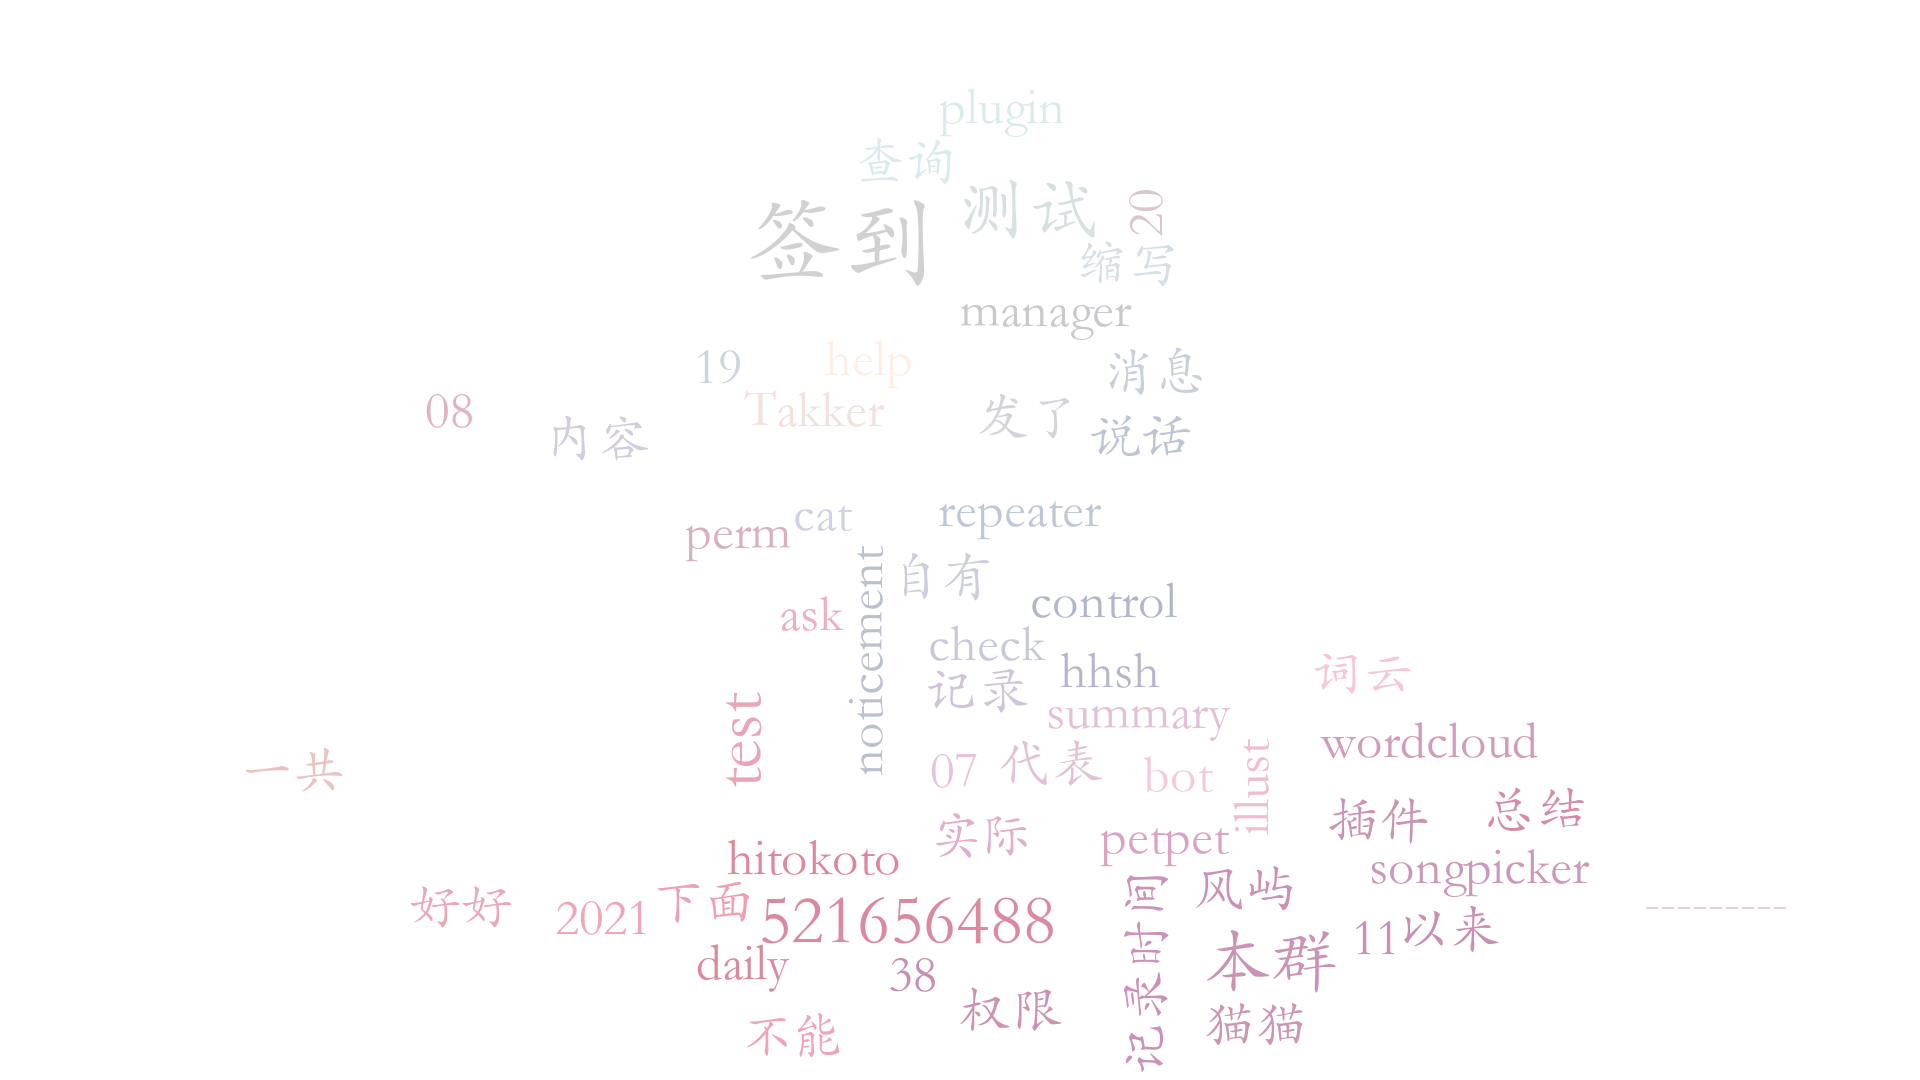 plugin
查询
测试
20
签到
缩写
manager
19
help
消息
08
Takker
发了
内容
说话
cat
repeater
perm
noticement
自有
ask
control
check
hhsh
词云
记录
test
summary
wordcloud
一共
07
代表
bot
illust
实际
petpet
插件
总结
hitokoto
songpicker
好好
2021
下面
521656488
记录时间
风屿
---------
daily
38
本群
11
以来
不能
权限
猫猫